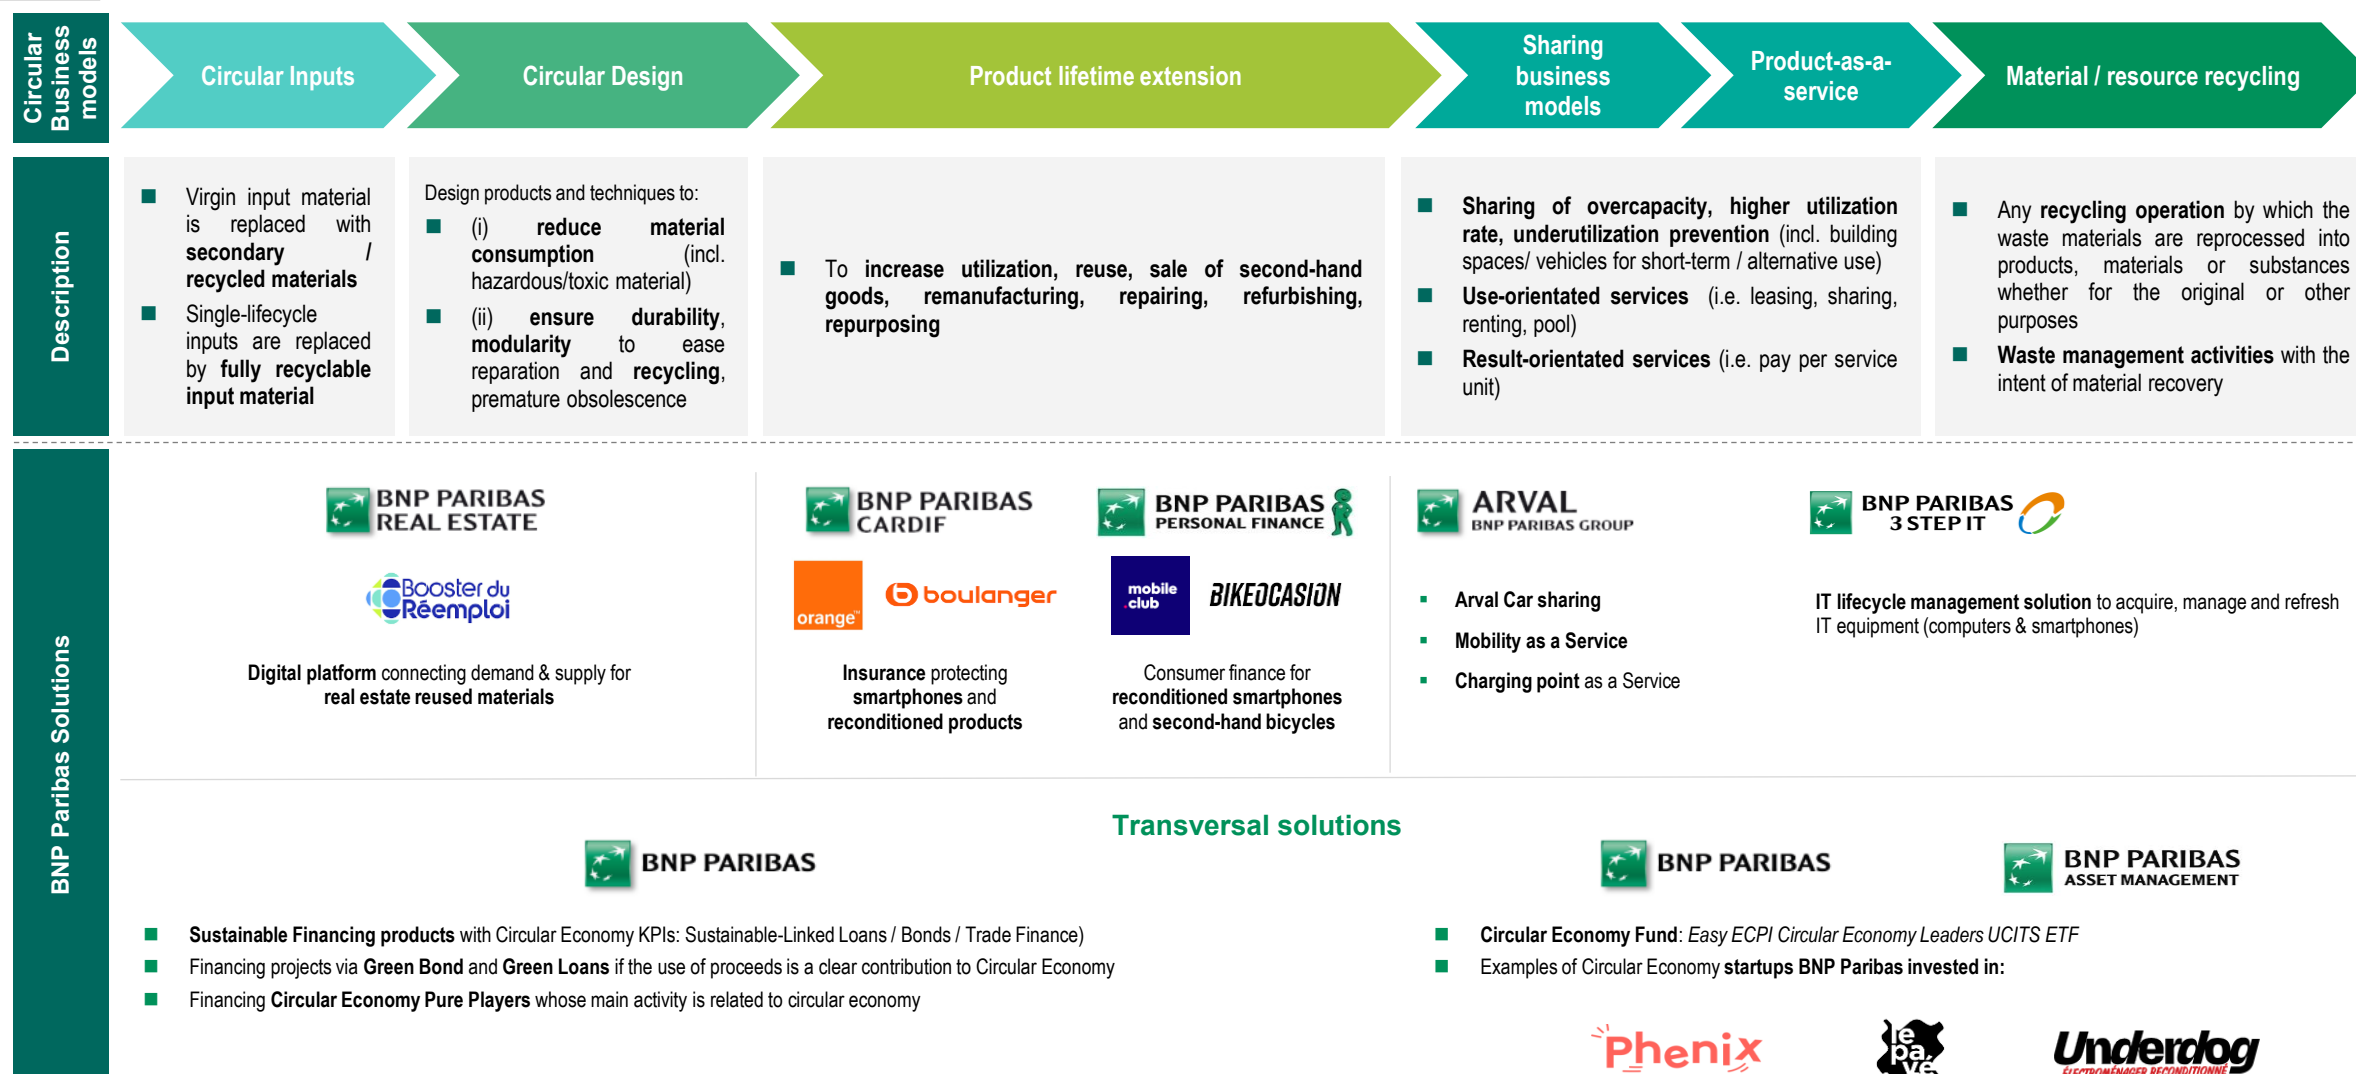 Circular
Business
models
Circular Inputs
Circular Design
Product lifetime extension
Sharing
business
models
Product-as-a-
service
Material / resource recycling
Description
Virgin input material
is replaced with
secondary /
recycled materials
Single-lifecycle
inputs are replaced
by fully recyclable
input material
Design products and techniques to:
(i) reduce material
consumption (incl.
hazardous/toxic material)
(ii) ensure durability,
modularity to ease
reparation and recycling,
premature obsolescence
To increase utilization, reuse, sale of second-hand
goods, remanufacturing, repairing, refurbishing,
repurposing
Sharing of overcapacity, higher utilization
rate, underutilization prevention (incl. building
spaces/ vehicles for short-term / alternative use)
Use-orientated services (i.e. leasing, sharing,
renting, pool)
Result-orientated services (i.e. pay per service
unit)
Any recycling operation by which the
waste materials are reprocessed into
products, materials or substances
whether for the original or other
purposes
Waste management activities with the
intent of material recovery
BNP Paribas Solutions
BNP PARIBAS
REAL ESTATE
Booster du
Réemploi
Digital platform connecting demand & supply for
real estate reused materials
BNP PARIBAS
CARDIF
orange™
boulanger
Insurance protecting
smartphones and
reconditioned products
BNP PARIBAS
PERSONAL FINANCE
mobile
.club
BIKEOCASION
Consumer finance for
reconditioned smartphones
and second-hand bicycles
ARVAL
BNP PARIBAS GROUP
Arval Car sharing
Mobility as a Service
Charging point as a Service
BNP PARIBAS
3 STEP IT
IT lifecycle management solution to acquire, manage and refresh
IT equipment (computers & smartphones)
Transversal solutions
BNP PARIBAS
Sustainable Financing products with Circular Economy KPIs: Sustainable-Linked Loans / Bonds / Trade Finance)
Financing projects via Green Bond and Green Loans if the use of proceeds is a clear contribution to Circular Economy
Financing Circular Economy Pure Players whose main activity is related to circular economy
BNP PARIBAS
BNP PARIBAS
ASSET MANAGEMENT
Circular Economy Fund: Easy ECPI Circular Economy Leaders UCITS ETF
Examples of Circular Economy startups BNP Paribas invested in:
Phenix
le
pa
vé
Underdog
ÉLECTROMÉNAGER RECONDITIONNÉ